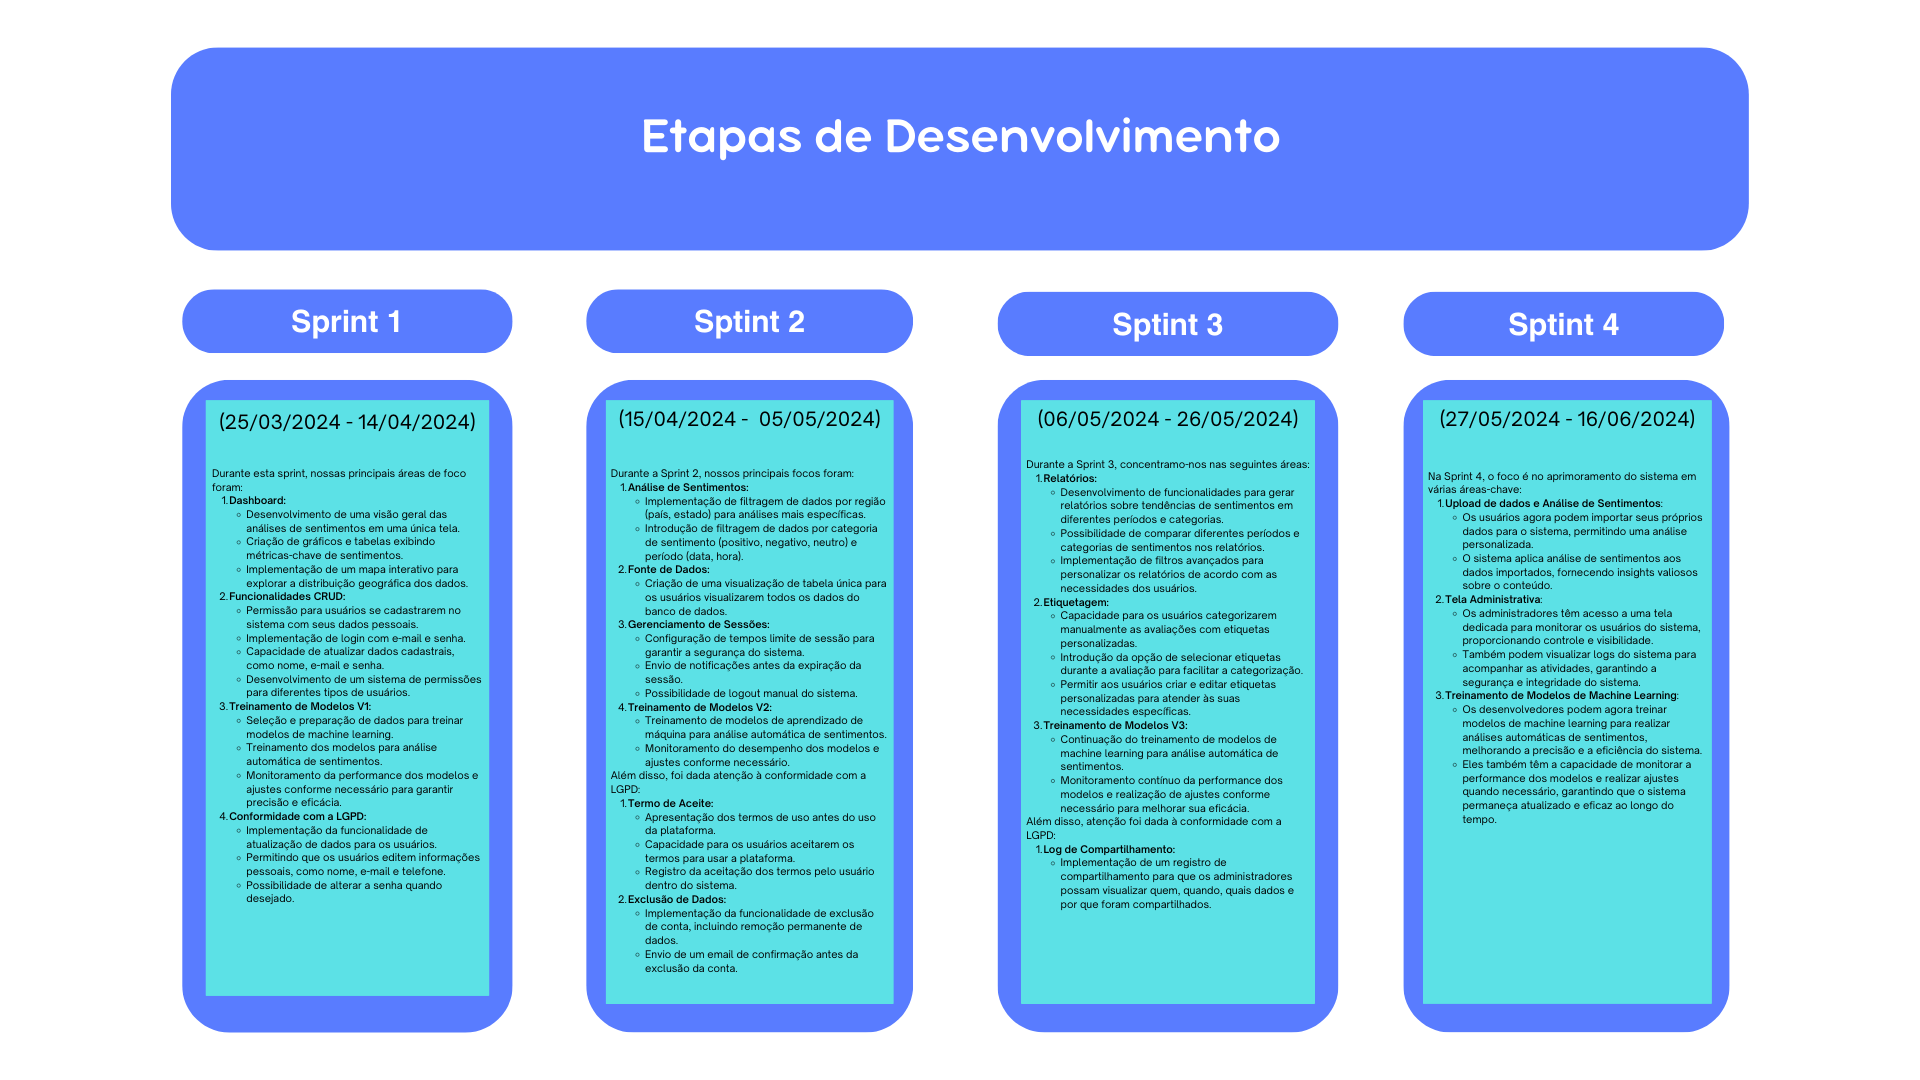 Etapas de Desenvolvimento
Sprint 1
(25/03/2024 - 14/04/2024)
Durante esta sprint, nossas principais áreas de foco
foram:
1. Dashboard:
◦ Desenvolvimento de uma visão geral das
análises de sentimentos em uma única tela.
◦ Criação de gráficos e tabelas exibindo
métricas-chave de sentimentos.
◦ Implementação de um mapa interativo para
explorar a distribuição geográfica dos dados.
2. Funcionalidades CRUD:
◦ Permissão para usuários se cadastrarem no
sistema com seus dados pessoais.
◦ Implementação de login com e-mail e senha.
◦ Capacidade de atualizar dados cadastrais,
como nome, e-mail e senha.
◦ Desenvolvimento de um sistema de permissões
para diferentes tipos de usuários.
3. Treinamento de Modelos V1:
◦ Seleção e preparação de dados para treinar
modelos de machine learning.
◦ Treinamento dos modelos para análise
automática de sentimentos.
◦ Monitoramento da performance dos modelos e
ajustes conforme necessário para garantir
precisão e eficácia.
4. Conformidade com a LGPD:
◦ Implementação da funcionalidade de
atualização de dados para os usuários.
◦ Permitindo que os usuários editem informações
pessoais, como nome, e-mail e telefone.
◦ Possibilidade de alterar a senha quando
desejado.
Sptint 2
(15/04/2024 -  05/05/2024)
Durante a Sprint 2, nossos principais focos foram:
1. Análise de Sentimentos:
◦ Implementação de filtragem de dados por região
(país, estado) para análises mais específicas.
◦ Introdução de filtragem de dados por categoria
de sentimento (positivo, negativo, neutro) e
período (data, hora).
2. Fonte de Dados:
◦ Criação de uma visualização de tabela única para
os usuários visualizarem todos os dados do
banco de dados.
3. Gerenciamento de Sessões:
◦ Configuração de tempos limite de sessão para
garantir a segurança do sistema.
◦ Envio de notificações antes da expiração da
sessão.
◦ Possibilidade de logout manual do sistema.
4. Treinamento de Modelos V2:
◦ Treinamento de modelos de aprendizado de
máquina para análise automática de sentimentos.
◦ Monitoramento do desempenho dos modelos e
ajustes conforme necessário.
Além disso, foi dada atenção à conformidade com a
LGPD:
1. Termo de Aceite:
◦ Apresentação dos termos de uso antes do uso
da plataforma.
◦ Capacidade para os usuários aceitarem os
termos para usar a plataforma.
◦ Registro da aceitação dos termos pelo usuário
dentro do sistema.
2. Exclusão de Dados:
◦ Implementação da funcionalidade de exclusão
de conta, incluindo remoção permanente de
dados.
◦ Envio de um email de confirmação antes da
exclusão da conta.
Sptint 3
(06/05/2024 - 26/05/2024)
Durante a Sprint 3, concentramo-nos nas seguintes áreas:
1. Relatórios:
◦ Desenvolvimento de funcionalidades para gerar
relatórios sobre tendências de sentimentos em
diferentes períodos e categorias.
◦ Possibilidade de comparar diferentes períodos e
categorias de sentimentos nos relatórios.
◦ Implementação de filtros avançados para
personalizar os relatórios de acordo com as
necessidades dos usuários.
2. Etiquetagem:
◦ Capacidade para os usuários categorizarem
manualmente as avaliações com etiquetas
personalizadas.
◦ Introdução da opção de selecionar etiquetas
durante a avaliação para facilitar a categorização.
◦ Permitir aos usuários criar e editar etiquetas
personalizadas para atender às suas
necessidades específicas.
3. Treinamento de Modelos V3:
◦ Continuação do treinamento de modelos de
machine learning para análise automática de
sentimentos.
◦ Monitoramento contínuo da performance dos
modelos e realização de ajustes conforme
necessário para melhorar sua eficácia.
Além disso, atenção foi dada à conformidade com a
LGPD:
1. Log de Compartilhamento:
◦ Implementação de um registro de
compartilhamento para que os administradores
possam visualizar quem, quando, quais dados e
por que foram compartilhados.
Sptint 4
(27/05/2024 - 16/06/2024)
Na Sprint 4, o foco é no aprimoramento do sistema em
várias áreas-chave:
1. Upload de dados e Análise de Sentimentos:
◦ Os usuários agora podem importar seus próprios
dados para o sistema, permitindo uma análise
personalizada.
◦ O sistema aplica análise de sentimentos aos
dados importados, fornecendo insights valiosos
sobre o conteúdo.
2. Tela Administrativa:
◦ Os administradores têm acesso a uma tela
dedicada para monitorar os usuários do sistema,
proporcionando controle e visibilidade.
◦ Também podem visualizar logs do sistema para
acompanhar as atividades, garantindo a
segurança e integridade do sistema.
3. Treinamento de Modelos de Machine Learning:
◦ Os desenvolvedores podem agora treinar
modelos de machine learning para realizar
análises automáticas de sentimentos,
melhorando a precisão e a eficiência do sistema.
◦ Eles também têm a capacidade de monitorar a
performance dos modelos e realizar ajustes
quando necessário, garantindo que o sistema
permaneça atualizado e eficaz ao longo do
tempo.